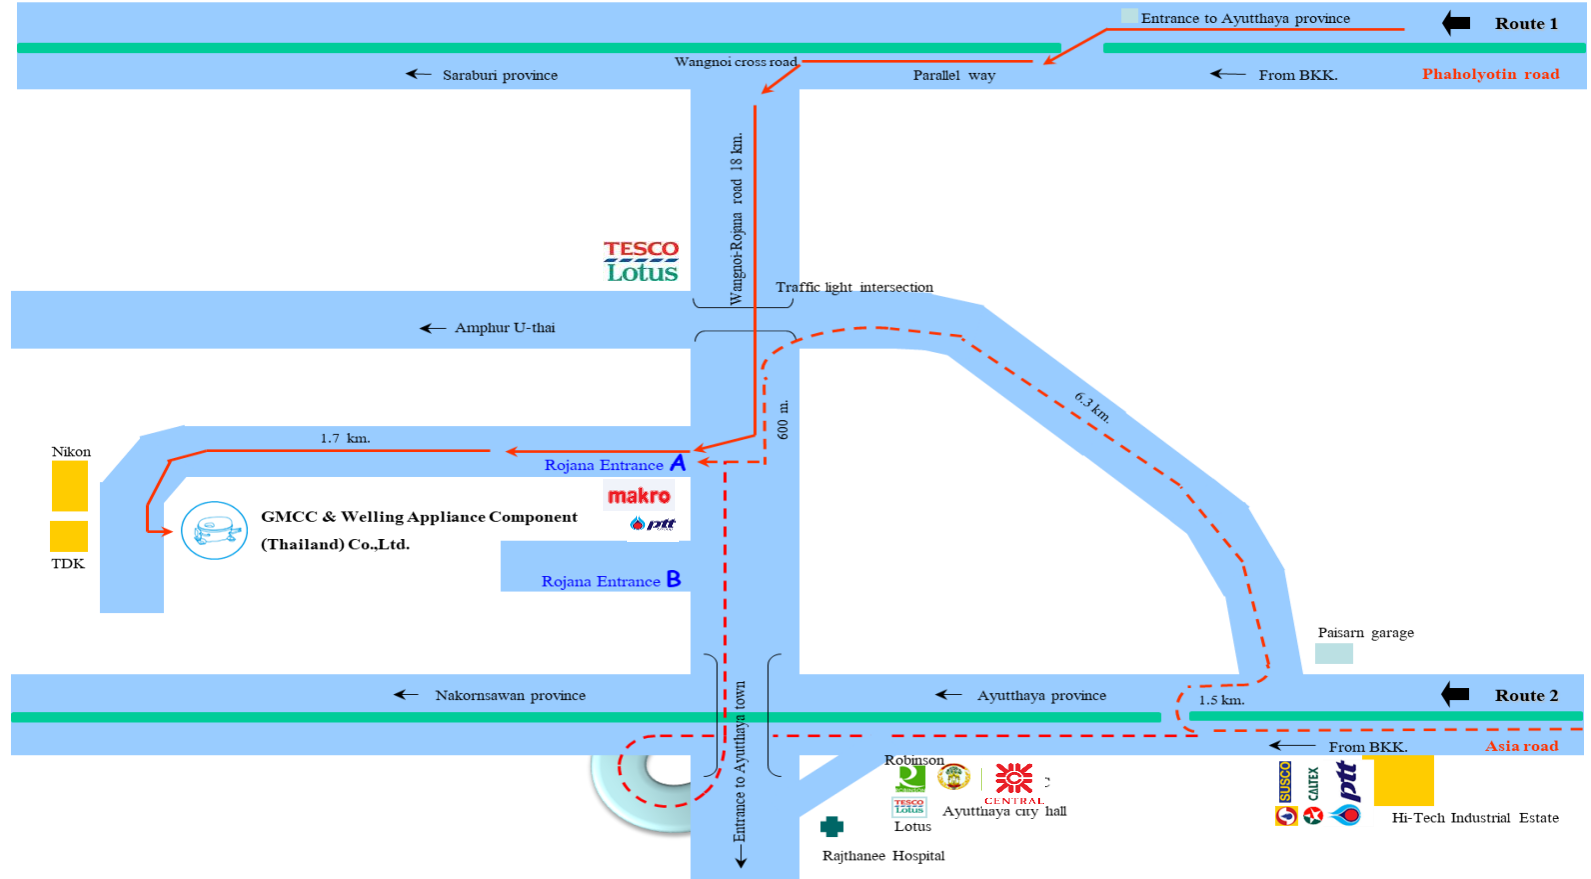 Entrance to Ayutthaya province
Route 1
Wangnoi cross road
Saraburi province
Parallel way
From BKK.
Phaholyotin road
Wangnoi-Rojana road 18 km.
TESCO
Lotus
Traffic light intersection
Amphur U-thai
6.3 km.
600 m.
1.7 km.
Nikon
Rojana Entrance A
makro
ptt
GMCC & Welling Appliance Component
(Thailand) Co.,Ltd.
TDK
Rojana Entrance B
Paisarn garage
Nakornsawan province
Entrance to Ayutthaya town
Ayutthaya province
1.5 km.
Route 2
From BKK.
Asia road
Robinson
CENTRAL
TESCO
Lotus
Ayutthaya city hall
Lotus
Rajthanee Hospital
SUSCO
CALTEX
ptt
Hi-Tech Industrial Estate